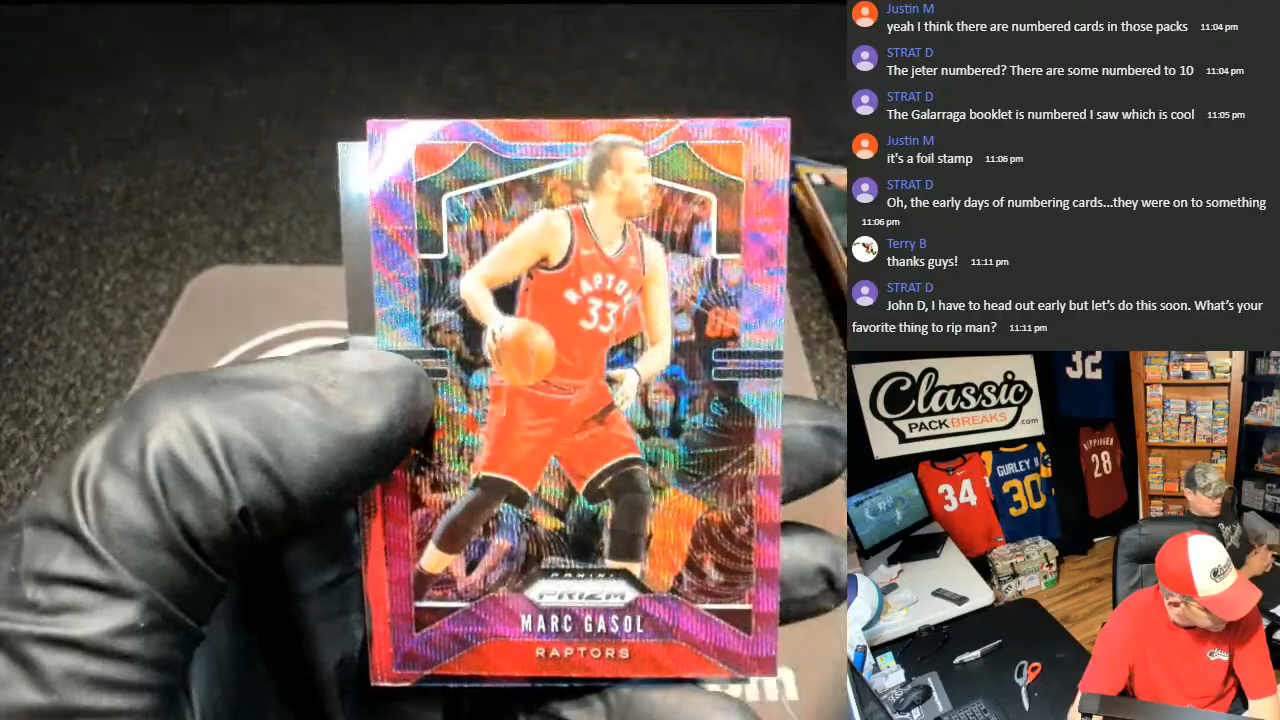 RAPTO
33
PANINI
PRIZM
MARC GASOL
RAPTORS
om
Justin M
yeah I think there are numbered cards in those packs 11:04 pm
STRAT D
The jeter numbered? There are some numbered to 10 11:04 pm
STRAT D
The Galarraga booklet is numbered I saw which is cool 11:05 pm
Justin M
it's a foil stamp 11:06 pm
STRAT D
Oh, the early days of numbering cards...they were on to something
11:06 pm
Terry B
thanks guys! 11:11 pm
STRAT D
John D, I have to head out early but let's do this soon. What's your
favorite thing to rip man? 11:11 pm
Classic
PACK BREAKS .com
32
34
GURLEY II
30
28
Classic